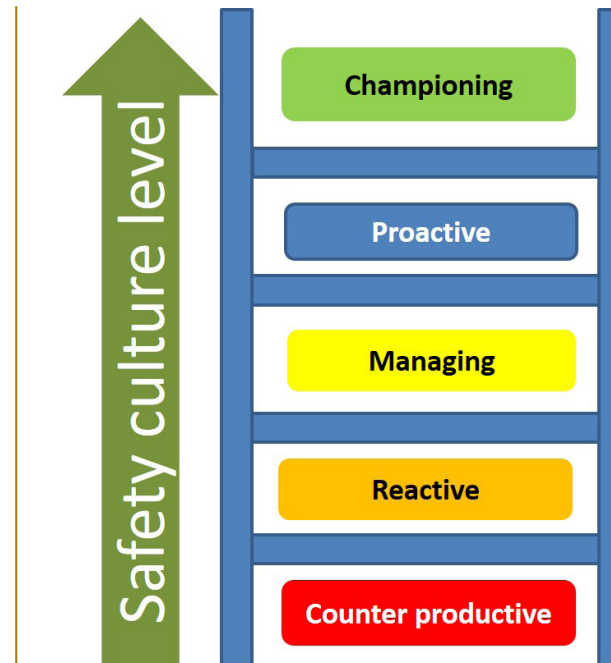 Safety culture level
Championing
Proactive
Managing
Reactive
Counter productive